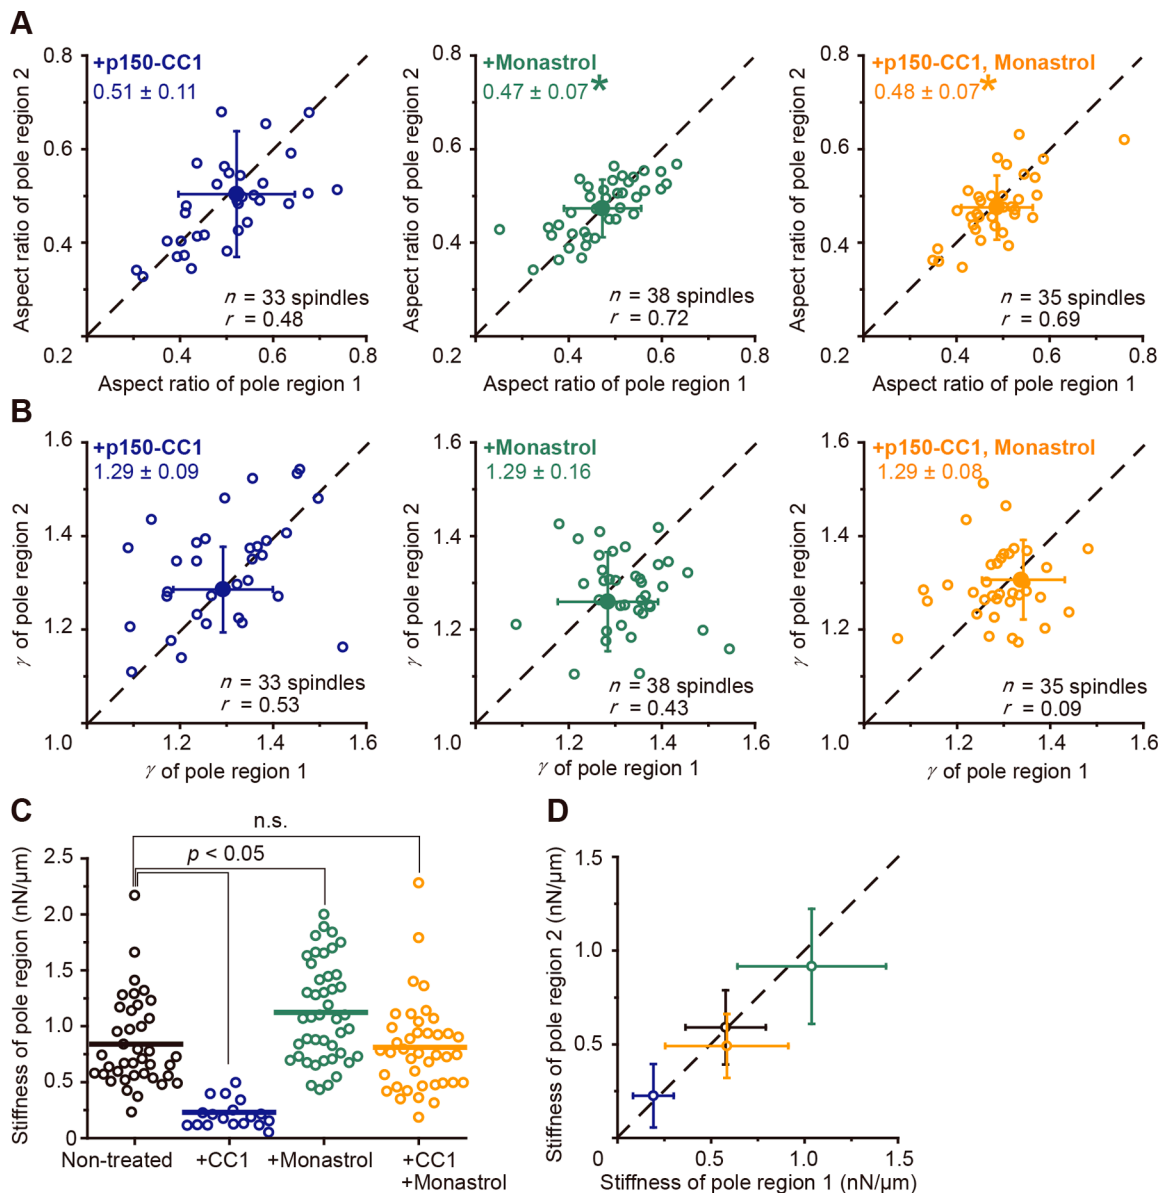 A
+p150-CC1
0.51 ± 0.11
n = 33 spindles
r = 0.48
Aspect ratio of pole region 2
0.8
0.6
0.4
0.2
0.4
0.6
0.8
Aspect ratio of pole region 1
+Monastrol
0.47 ± 0.07 *
n = 38 spindles
r = 0.72
Aspect ratio of pole region 2
0.8
0.6
0.4
0.2
0.4
0.6
0.8
Aspect ratio of pole region 1
+p150-CC1, Monastrol
0.48 ± 0.07 *
n = 35 spindles
r = 0.69
Aspect ratio of pole region 2
0.8
0.6
0.4
0.2
0.4
0.6
0.8
Aspect ratio of pole region 1
B
+p150-CC1
1.29 ± 0.09
n = 33 spindles
r = 0.53
γ of pole region 2
1.6
1.4
1.2
1.0
1.2
1.4
1.6
γ of pole region 1
+Monastrol
1.29 ± 0.16
n = 38 spindles
r = 0.43
γ of pole region 2
1.6
1.4
1.2
1.0
1.2
1.4
1.6
γ of pole region 1
+p150-CC1, Monastrol
1.29 ± 0.08
n = 35 spindles
r = 0.09
γ of pole region 2
1.6
1.4
1.2
1.0
1.2
1.4
1.6
γ of pole region 1
C
n.s.
p < 0.05
Stiffness of pole region (nN/μm)
2.5
2.0
1.5
1.0
0.5
0
Non-treated
+CC1
+Monastrol
+CC1
+Monastrol
D
Stiffness of pole region 2 (nN/μm)
1.5
1.0
0.5
0
0.5
1.0
1.5
Stiffness of pole region 1 (nN/μm)